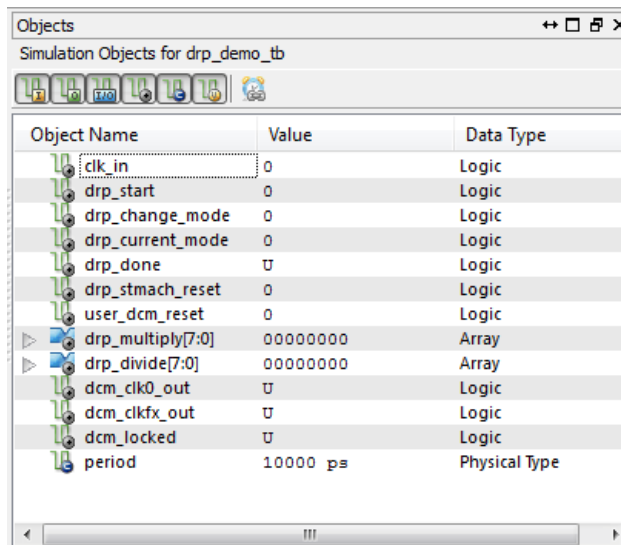 Objects
Simulation Objects for drp_demo_tb
Object Name Value Data Type
clk_in 0 Logic
drp_start 0 Logic
drp_change_mode 0 Logic
drp_current_mode 0 Logic
drp_done U Logic
drp_stmach_reset 0 Logic
user_dcm_reset 0 Logic
drp_multiply[7:0] 00000000 Array
drp_divide[7:0] 00000000 Array
dcm_clk0_out U Logic
dcm_clkfx_out U Logic
dcm_locked U Logic
period 10000 ps Physical Type